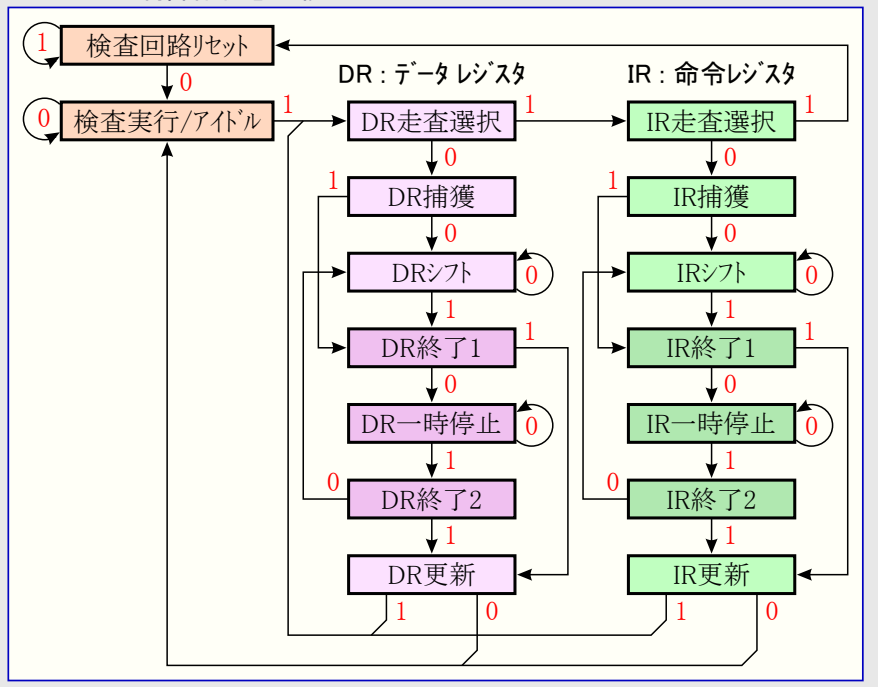 1
検査回路リセット
0
DR : データ レジスタ
IR : 命令レジスタ
0
検査実行/アイドル
1
DR走査選択
1
IR走査選択
1
0
0
1
DR捕獲
1
IR捕獲
0
0
DRシフト
0
IRシフト
0
1
1
DR終了1
1
IR終了1
1
0
0
DR一時停止
0
IR一時停止
0
1
1
0
DR終了2
0
IR終了2
1
1
DR更新
IR更新
1
0
1
0